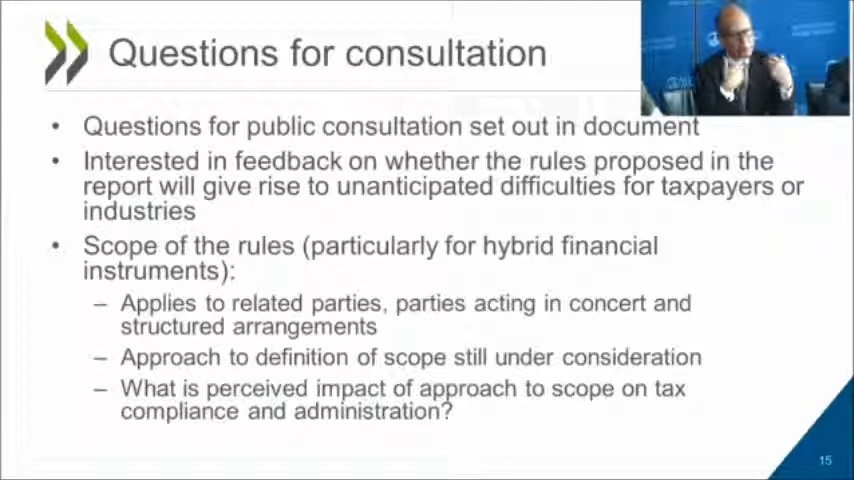 Questions for consultation
• Questions for public consultation set out in document
• Interested in feedback on whether the rules proposed in the
report will give rise to unanticipated difficulties for taxpayers or
industries
• Scope of the rules (particularly for hybrid financial
instruments):
– Applies to related parties, parties acting in concert and
structured arrangements
– Approach to definition of scope still under consideration
– What is perceived impact of approach to scope on tax
compliance and administration?
15